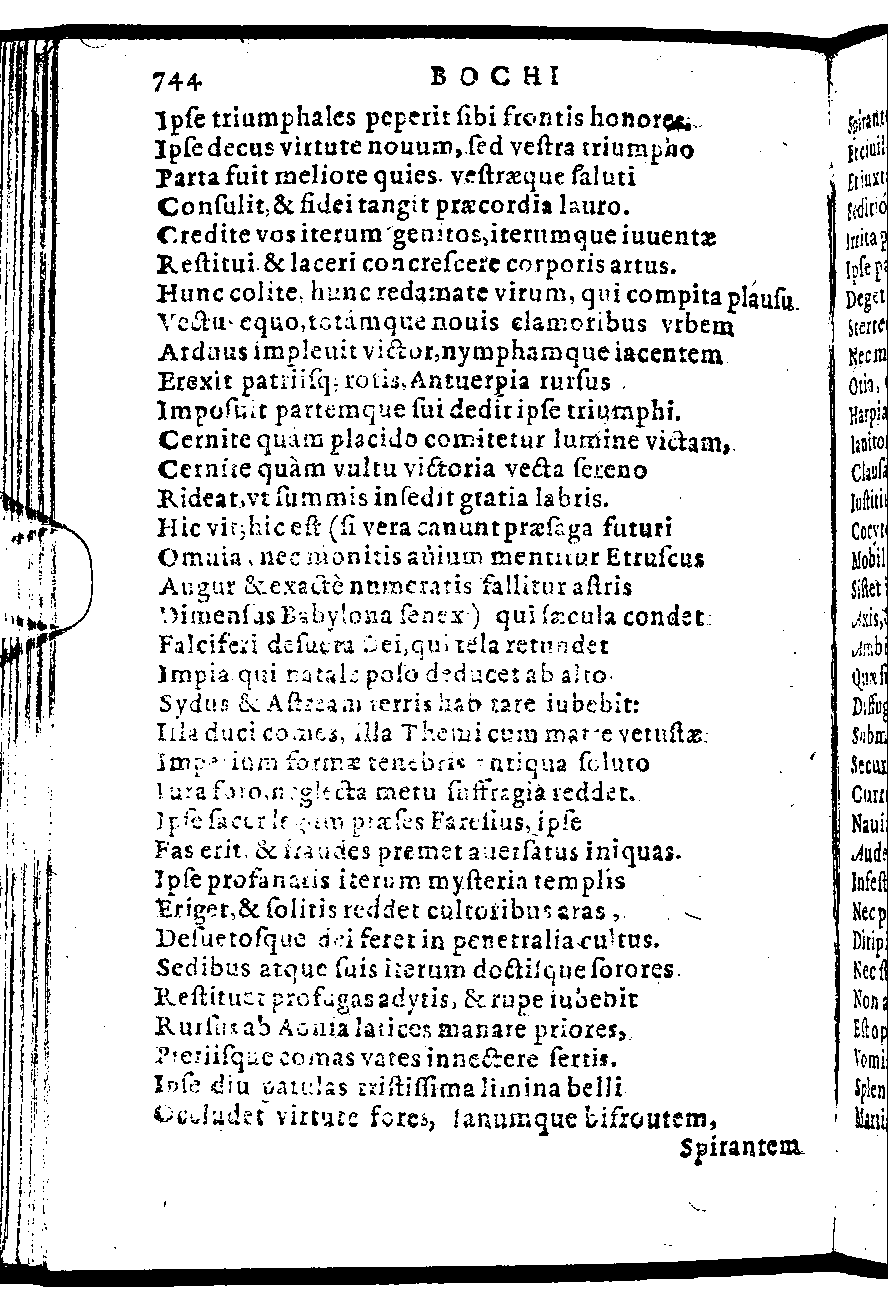 744 BOCHI
Ipſe triumphales peperit ſibi frontis honores.
Ipſe decus virtute nouum, ſed veſtra triumpho
Parta fuit meliore quies. veſtræque ſaluti
Conſulit, & fidei tangit præcordia lauro.
Credite vos iterum genitos, iterumque iuuentæ
Reſtitui & laceri concreſcere corporis artus.
Hunc colite, hunc redamate virum, qui compita plauſu
Vectus equo, totámque nouis clamoribus vrbem
Arduus impleuit victor, nymphamque iacentem
Erexit patriiſq; rotis, Antuerpia rurſus
Impoſuit partemque ſui dedit ipſe triumphi.
Cernite quàm placido comitetur lumine victam,
Cernite quàm vultu victoria vecta ſereno
Rideat, vt ſummis inſedit gratia labris.
Hic vir; hic eſt (ſi vera canunt præſaga futuri
Omnia, nec monitis auium mentitur Etruſcus
Augur & exactè numeratis fallitur aſtris
Dimenſus Babylona ſenex) qui ſæcula condet
Falciferi deſueta Dei, qui tela retundet
Impia qui natale polo deducet ab alto
Sydus & Aſtræam terris habitare iubebit:
Illa duci comes, illa Themi cum matre vetuſtæ
Imperium formæ tenebris antiqua ſoluto
Iura foro, neglecta metu ſuffragia reddet.
Ipſe ſacer legum præſes Farneſius, ipſe
Fas erit, & fraudes premet auerſatus iniquas.
Ipſe profanatis iterum myſteria templis
Eriget, & ſolitis reddet cultoribus aras,
Deſuetoſque dei feret in penetralia cultus.
Sedibus atque ſuis iterum doctiſque ſorores
Reſtituet profugas adytis, & rupe iubebit
Rurſus ab Aonia latices manare priores,
Pieriiſque comas vates innectere ſertis.
Ipſe diu patulas triſtiſſima limina belli
Occludet virtute fores, Ianumque bifroutem,
Spirantem